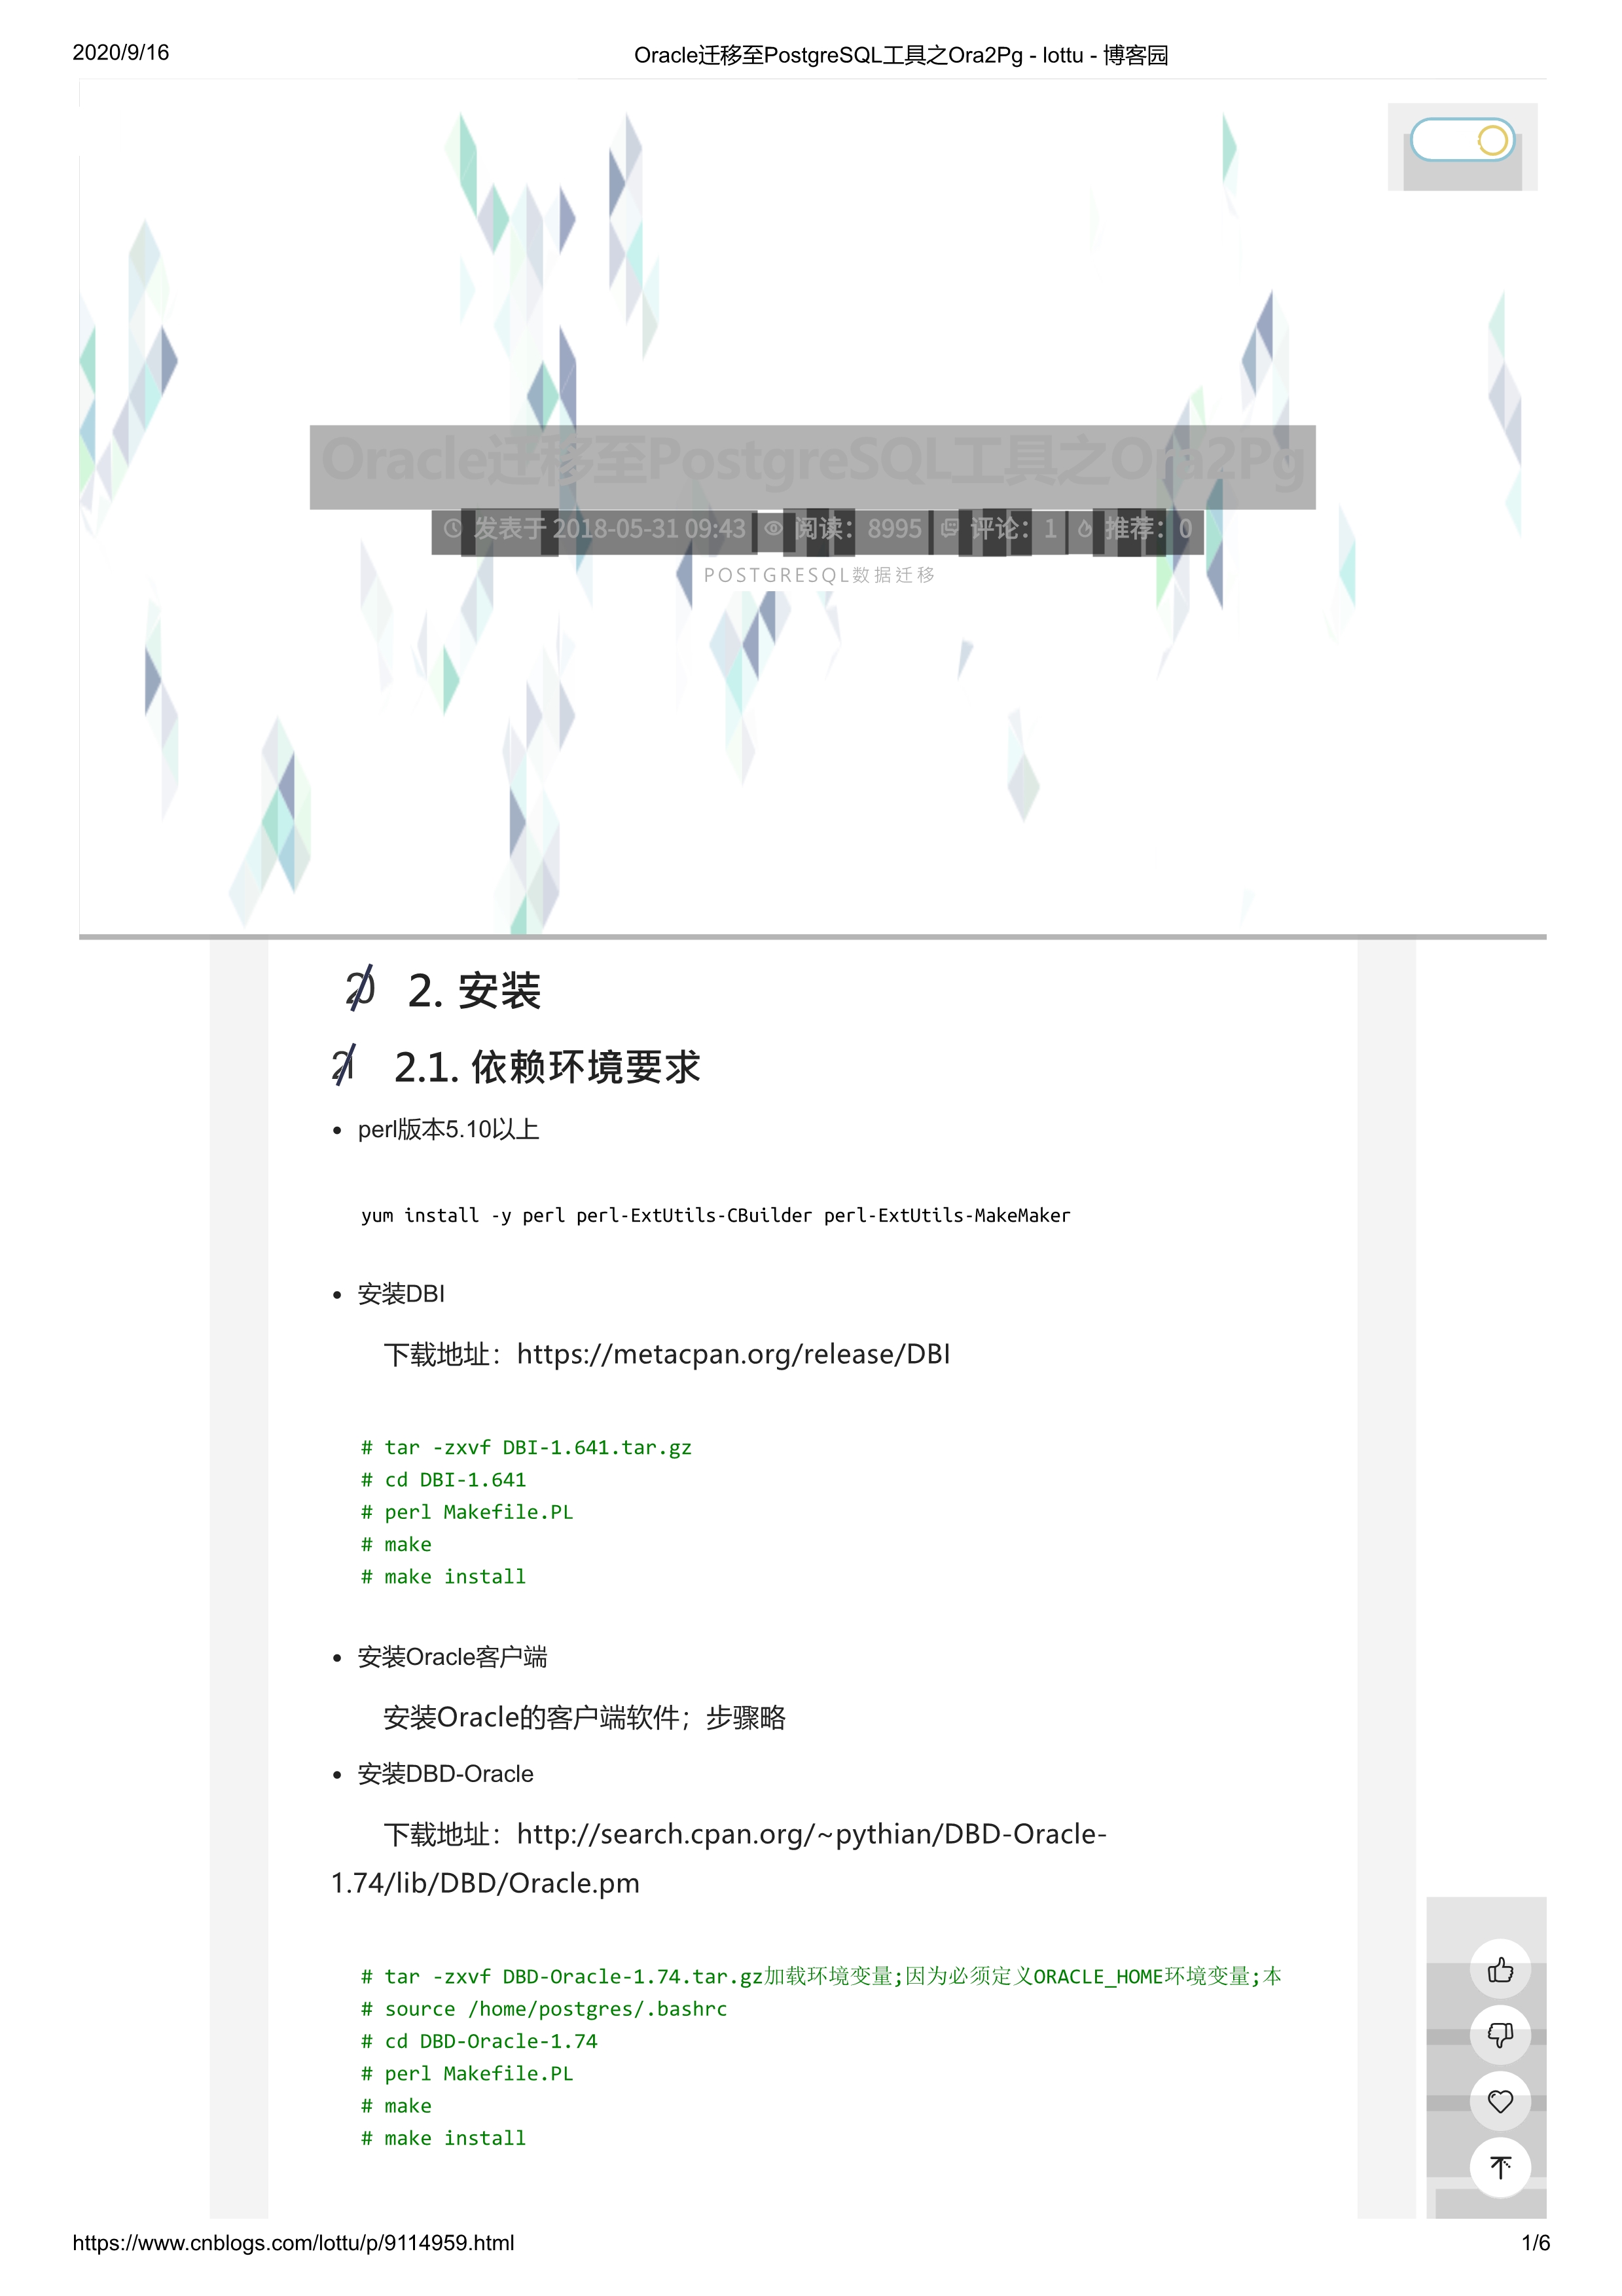 2020/9/16
Oracle迁移至PostgreSQL工具之Ora2Pg - lottu - 博客园
Oracle迁移至PostgreSQL工具之Ora2Pg
发表于 2018-05-31 09:43 阅读：8995 评论：1 推荐：0
POSTGRESQL数据迁移
2. 安装
2.1. 依赖环境要求
• perl版本5.10以上
yum install -y perl perl-ExtUtils-CBuilder perl-ExtUtils-MakeMaker
• 安装DBI
下载地址：https://metacpan.org/release/DBI
# tar -zxvf DBI-1.641.tar.gz
# cd DBI-1.641
# perl Makefile.PL
# make
# make install
• 安装Oracle客户端
安装Oracle的客户端软件；步骤略
• 安装DBD-Oracle
下载地址：http://search.cpan.org/~pythian/DBD-Oracle-
1.74/lib/DBD/Oracle.pm
# tar -zxvf DBD-Oracle-1.74.tar.gz加载环境变量;因为必须定义ORACLE_HOME环境变量;本
# source /home/postgres/.bashrc
# cd DBD-Oracle-1.74
# perl Makefile.PL
# make
# make install
https://www.cnblogs.com/lottu/p/9114959.html
1/6